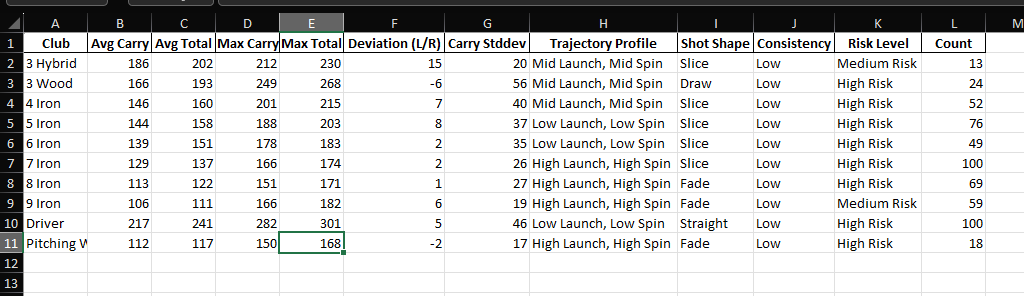 A B C D E F G H I J K L M
1 Club Avg Carry Avg Total Max Carry Max Total Deviation (L/R) Carry Stddev Trajectory Profile Shot Shape Consistency Risk Level Count
2 3 Hybrid 186 202 212 230 15 20 Mid Launch, Mid Spin Slice Low Medium Risk 13
3 3 Wood 166 193 249 268 -6 56 Mid Launch, Mid Spin Draw Low High Risk 24
4 4 Iron 146 160 201 215 7 40 Mid Launch, Mid Spin Slice Low High Risk 52
5 5 Iron 144 158 188 203 8 37 Low Launch, Low Spin Slice Low High Risk 76
6 6 Iron 139 151 178 183 2 35 Low Launch, Low Spin Slice Low High Risk 49
7 7 Iron 129 137 166 174 2 26 High Launch, High Spin Slice Low High Risk 100
8 8 Iron 113 122 151 171 1 27 High Launch, High Spin Fade Low High Risk 69
9 9 Iron 106 111 166 182 6 19 High Launch, High Spin Fade Low Medium Risk 59
10 Driver 217 241 282 301 5 46 Low Launch, Low Spin Straight Low High Risk 100
11 Pitching W 112 117 150 168 -2 17 High Launch, High Spin Fade Low High Risk 18
12
13